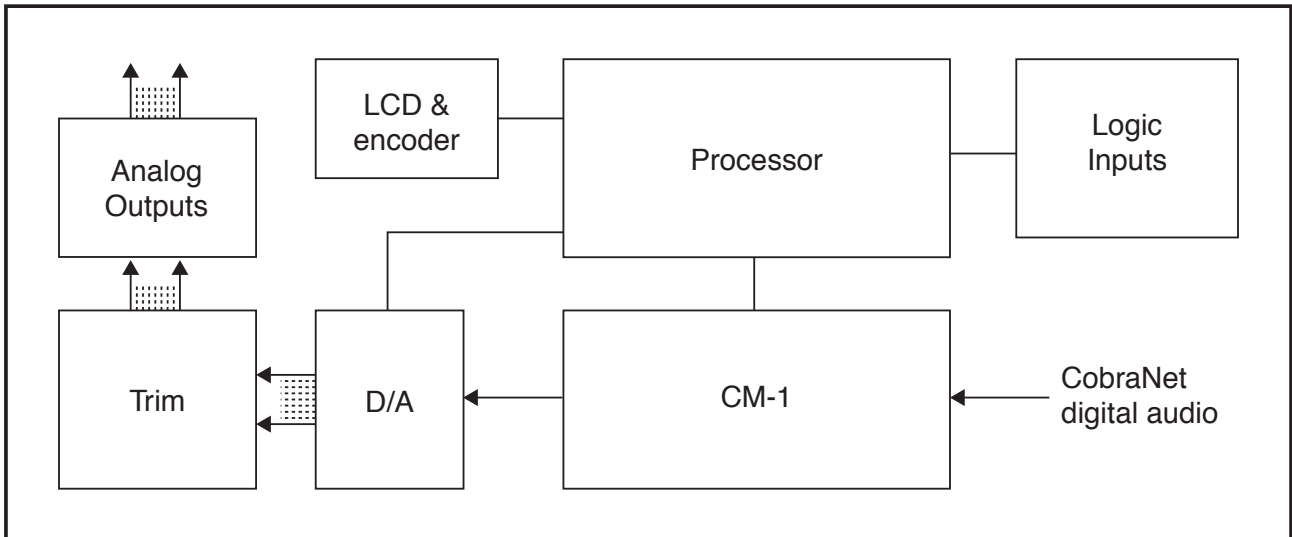 LCD &
encoder
Processor
Logic
Inputs
Analog
Outputs
Trim
D/A
CM-1
CobraNet
digital audio